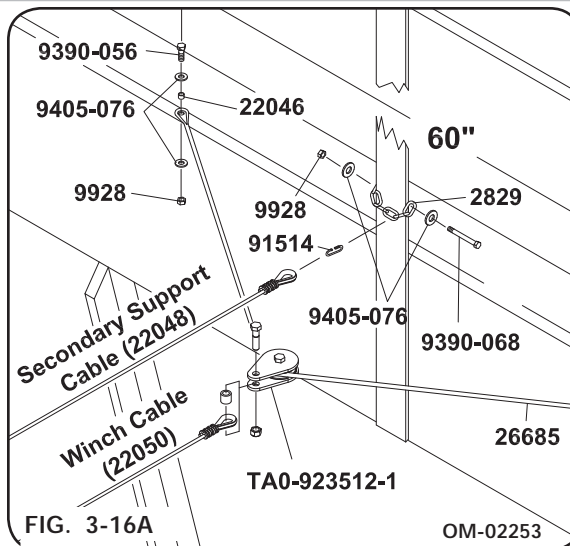 9390-056
9405-076
22046
60"
9928
9928
2829
91514
9405-076
9390-068
Secondary Support
Cable (22048)
Winch Cable
(22050)
26685
TA0-923512-1
FIG. 3-16A
OM-02253